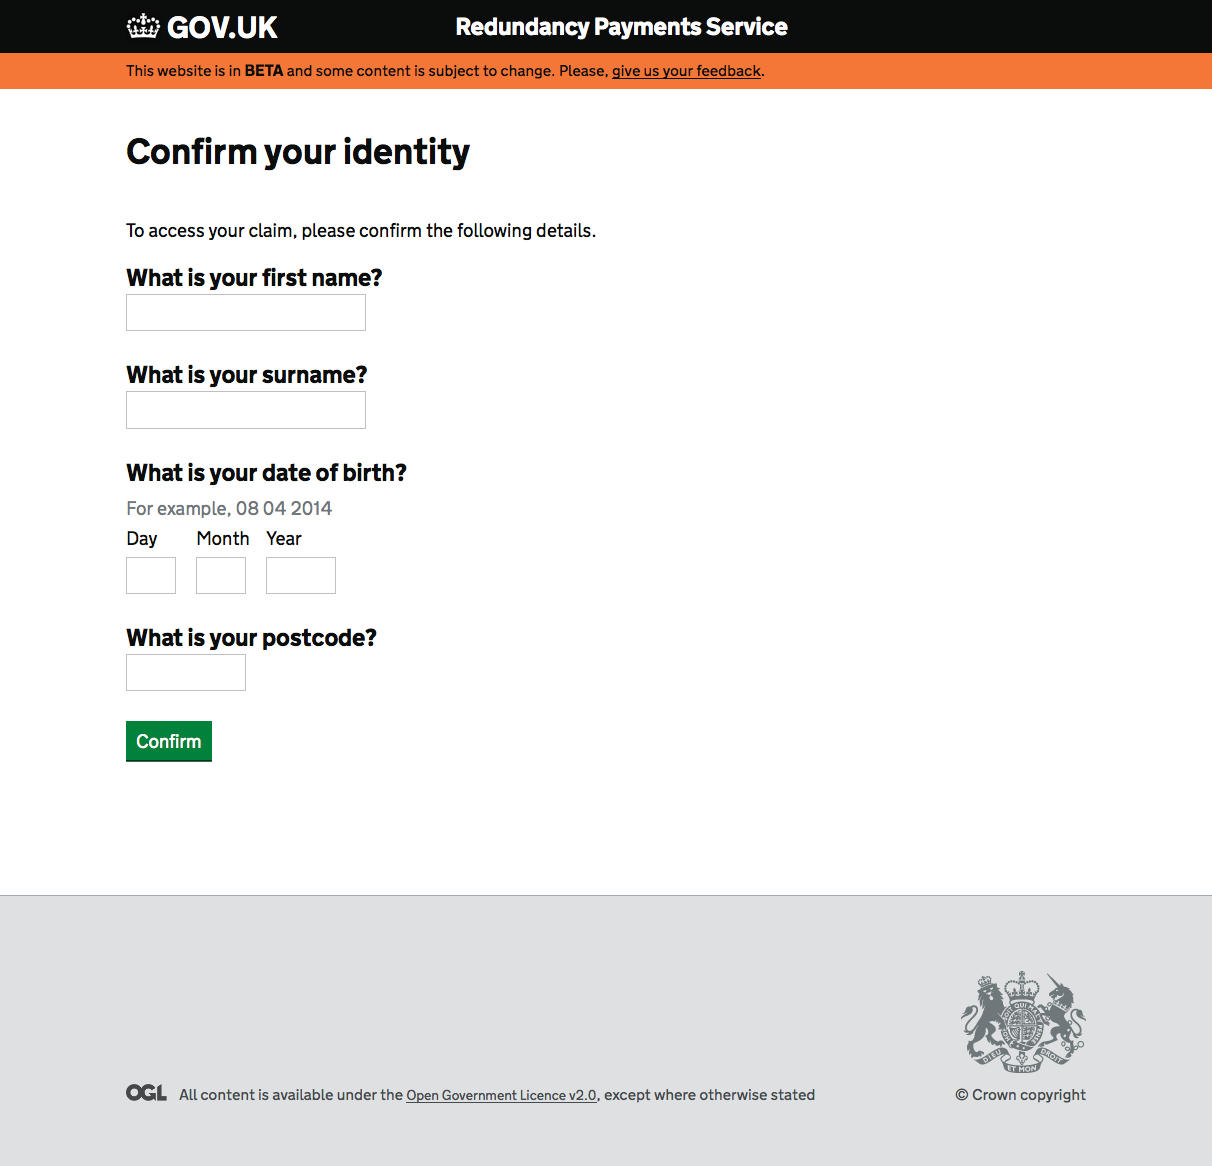 GOV.UK
Redundancy Payments Service
This website is in BETA and some content is subject to change. Please, give us your feedback.
Confirm your identity
To access your claim, please confirm the following details.
What is your first name?
What is your surname?
What is your date of birth?
For example, 08 04 2014
Day Month Year
What is your postcode?
Confirm
DIEU ET MON DROIT
OGL All content is available under the Open Government Licence v2.0, except where otherwise stated
© Crown copyright